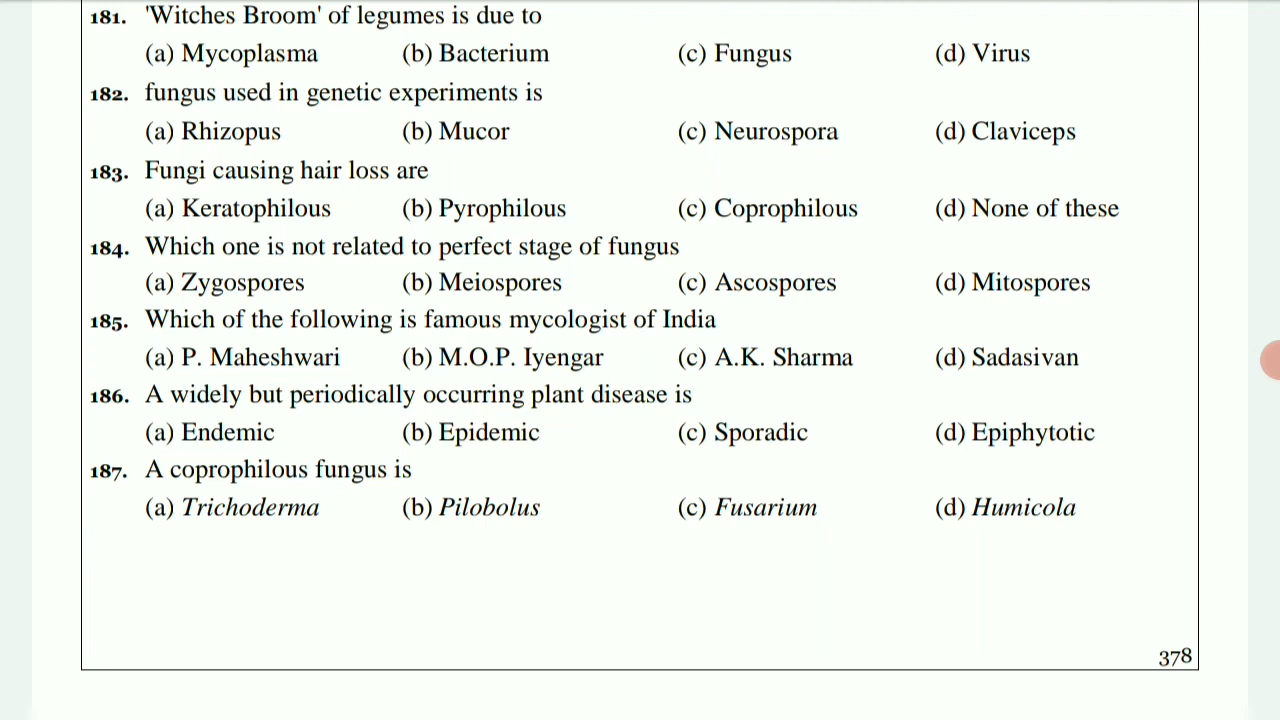 181. 'Witches Broom' of legumes is due to
(a) Mycoplasma (b) Bacterium (c) Fungus (d) Virus
182. fungus used in genetic experiments is
(a) Rhizopus (b) Mucor (c) Neurospora (d) Claviceps
183. Fungi causing hair loss are
(a) Keratophilous (b) Pyrophilous (c) Coprophilous (d) None of these
184. Which one is not related to perfect stage of fungus
(a) Zygospores (b) Meiospores (c) Ascospores (d) Mitospores
185. Which of the following is famous mycologist of India
(a) P. Maheshwari (b) M.O.P. Iyengar (c) A.K. Sharma (d) Sadasivan
186. A widely but periodically occurring plant disease is
(a) Endemic (b) Epidemic (c) Sporadic (d) Epiphytotic
187. A coprophilous fungus is
(a) Trichoderma (b) Pilobolus (c) Fusarium (d) Humicola
378